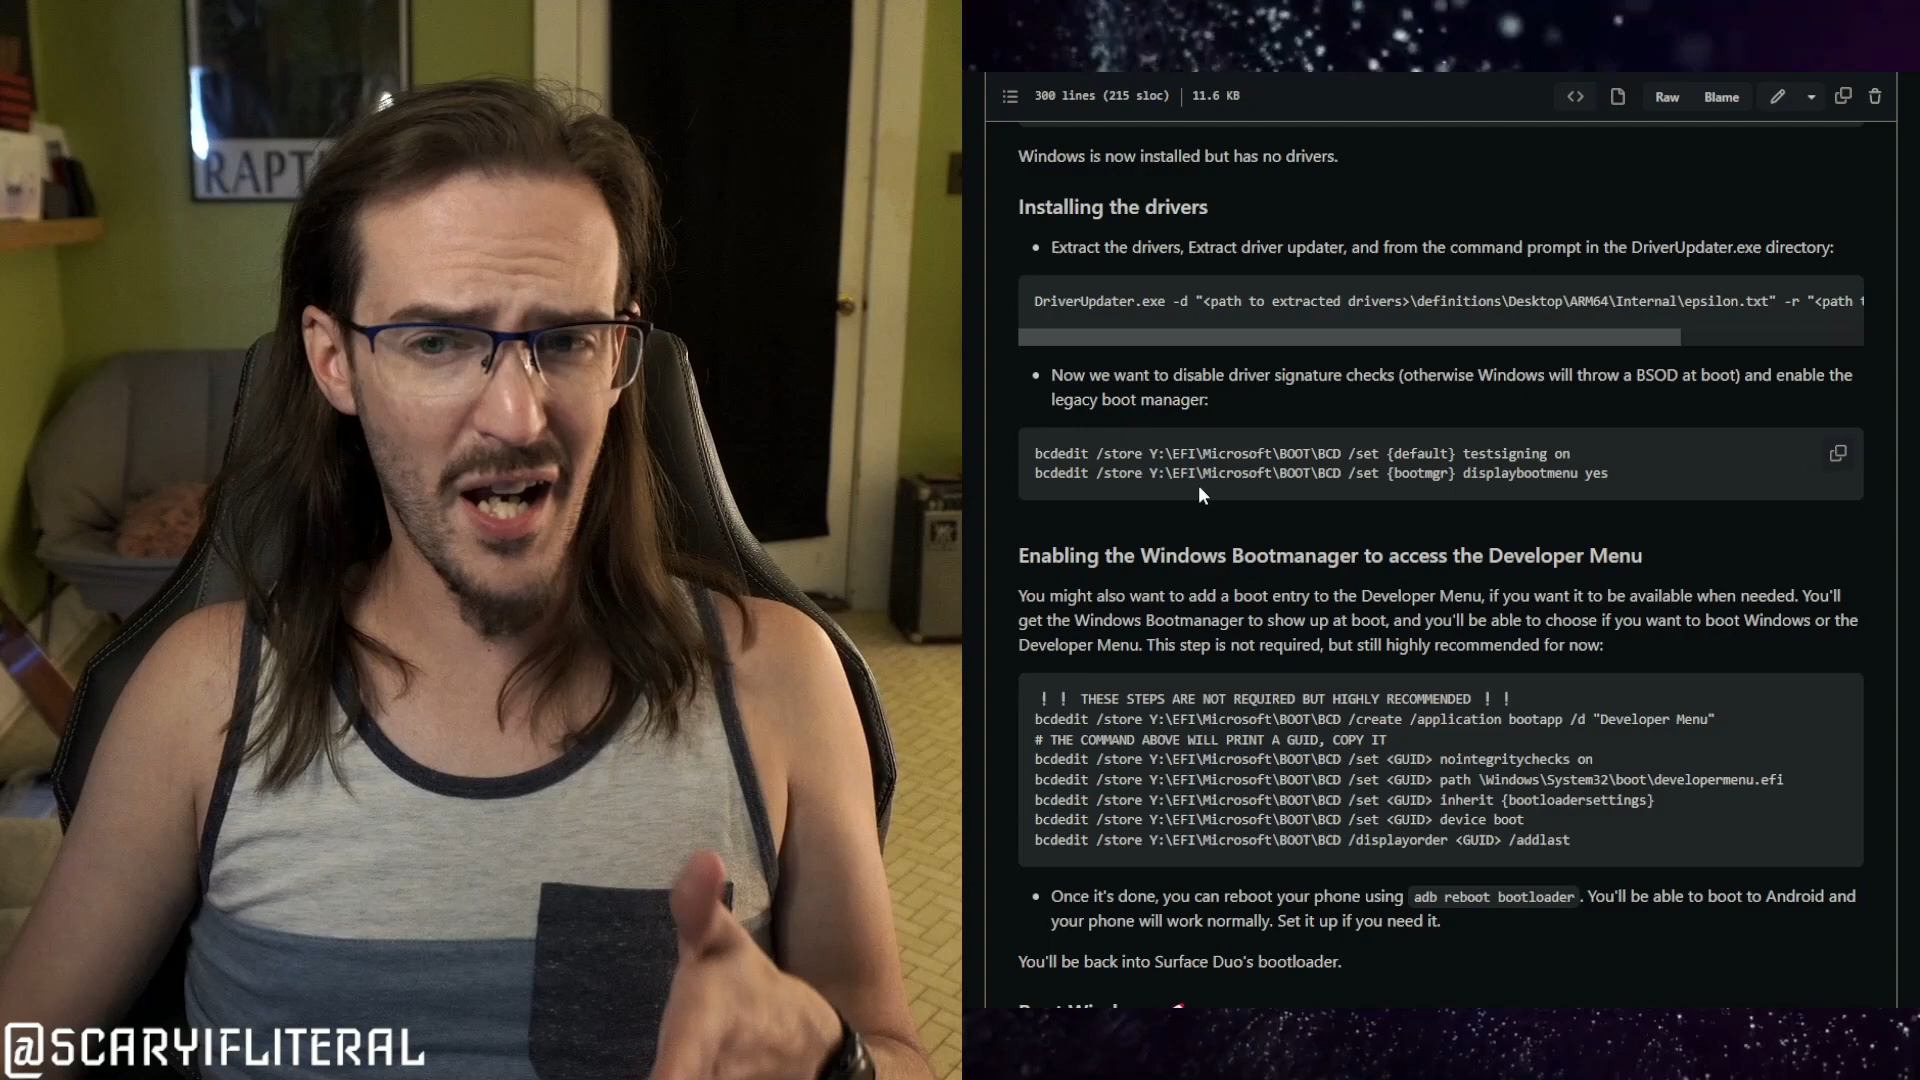 RAPT
@SCARYIFLITERAL
300 lines (215 sloc) | 11.6 KB
Raw
Blame
Windows is now installed but has no drivers.
Installing the drivers
• Extract the drivers, Extract driver updater, and from the command prompt in the DriverUpdater.exe directory:
DriverUpdater.exe -d "<path to extracted drivers>\definitions\Desktop\ARM64\Internal\epsilon.txt" -r "<path t
• Now we want to disable driver signature checks (otherwise Windows will throw a BSOD at boot) and enable the
legacy boot manager:
bcdedit /store Y:\EFI\Microsoft\BOOT\BCD /set {default} testsigning on
bcdedit /store Y:\EFI\Microsoft\BOOT\BCD /set {bootmgr} displaybootmenu yes
Enabling the Windows Bootmanager to access the Developer Menu
You might also want to add a boot entry to the Developer Menu, if you want it to be available when needed. You'll
get the Windows Bootmanager to show up at boot, and you'll be able to choose if you want to boot Windows or the
Developer Menu. This step is not required, but still highly recommended for now:
! ! THESE STEPS ARE NOT REQUIRED BUT HIGHLY RECOMMENDED ! !
bcdedit /store Y:\EFI\Microsoft\BOOT\BCD /create /application bootapp /d "Developer Menu"
# THE COMMAND ABOVE WILL PRINT A GUID, COPY IT
bcdedit /store Y:\EFI\Microsoft\BOOT\BCD /set <GUID> nointegritychecks on
bcdedit /store Y:\EFI\Microsoft\BOOT\BCD /set <GUID> path \Windows\System32\boot\developermenu.efi
bcdedit /store Y:\EFI\Microsoft\BOOT\BCD /set <GUID> inherit {bootloadersettings}
bcdedit /store Y:\EFI\Microsoft\BOOT\BCD /set <GUID> device boot
bcdedit /store Y:\EFI\Microsoft\BOOT\BCD /displayorder <GUID> /addlast
• Once it's done, you can reboot your phone using adb reboot bootloader. You'll be able to boot to Android and
your phone will work normally. Set it up if you need it.
You'll be back into Surface Duo's bootloader.